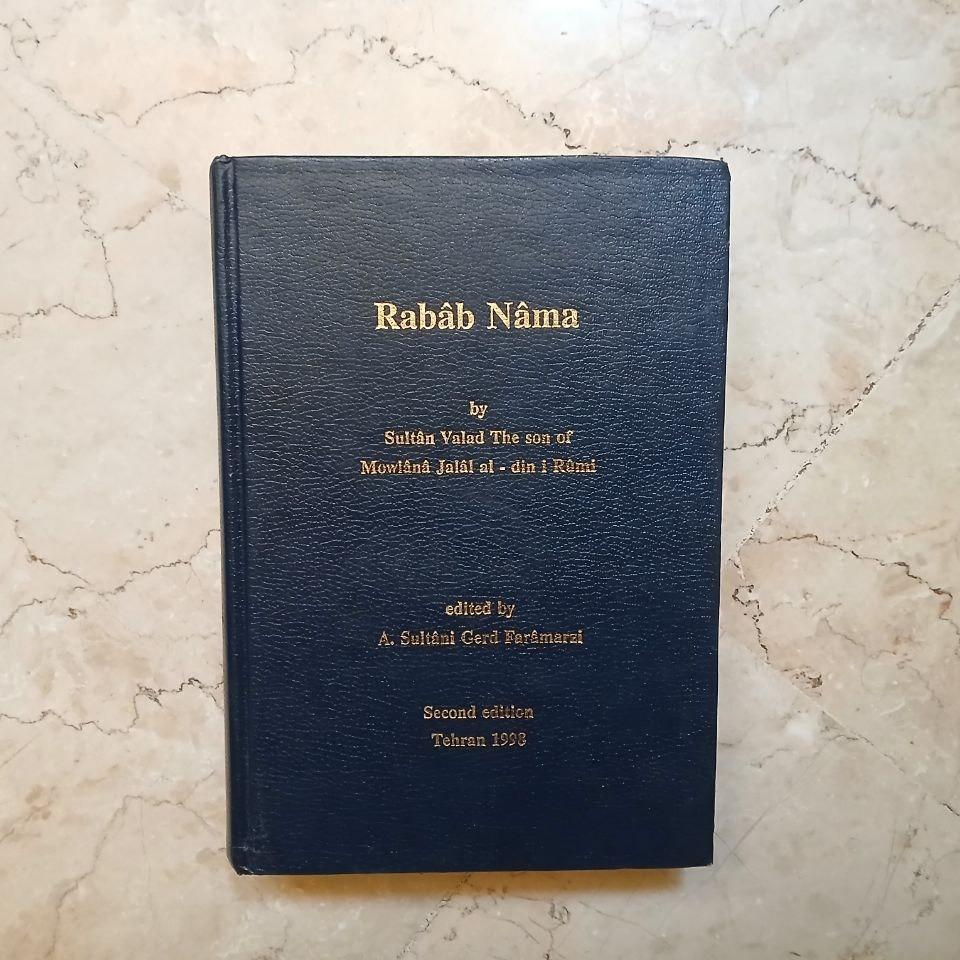 Rabâb Nâma
by
Sultân Valad The son of
Mowlânâ Jalâl al - din i Rûmi
edited by
A. Sultâni Gerd Farâmarzi
Second edition
Tehran 1998